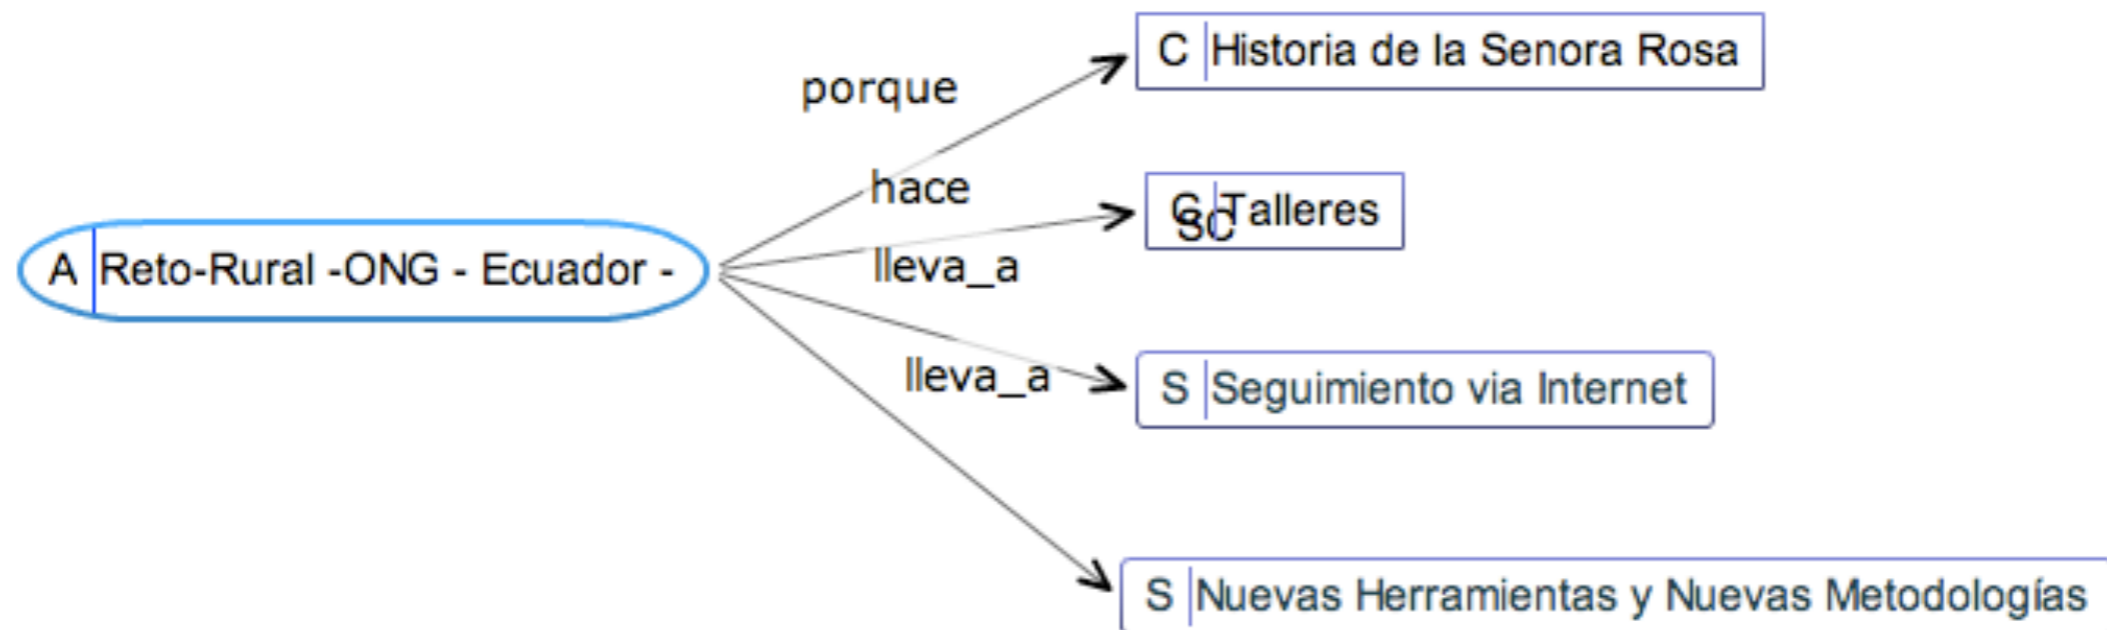 porque
C Historia de la Senora Rosa
hace
C Talleres
SC
A Reto-Rural -ONG - Ecuador -
lleva_a
lleva_a
S Seguimiento via Internet
S Nuevas Herramientas y Nuevas Metodologías